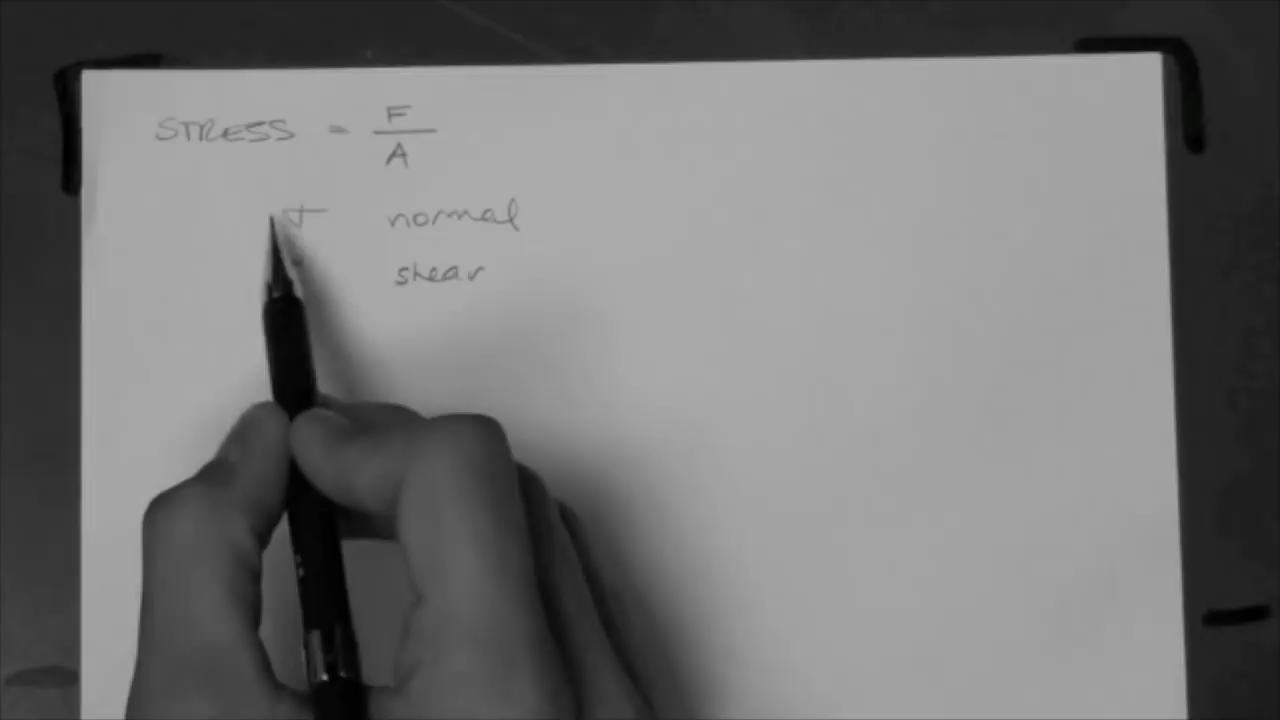 STRESS = F/A
σ normal
shear